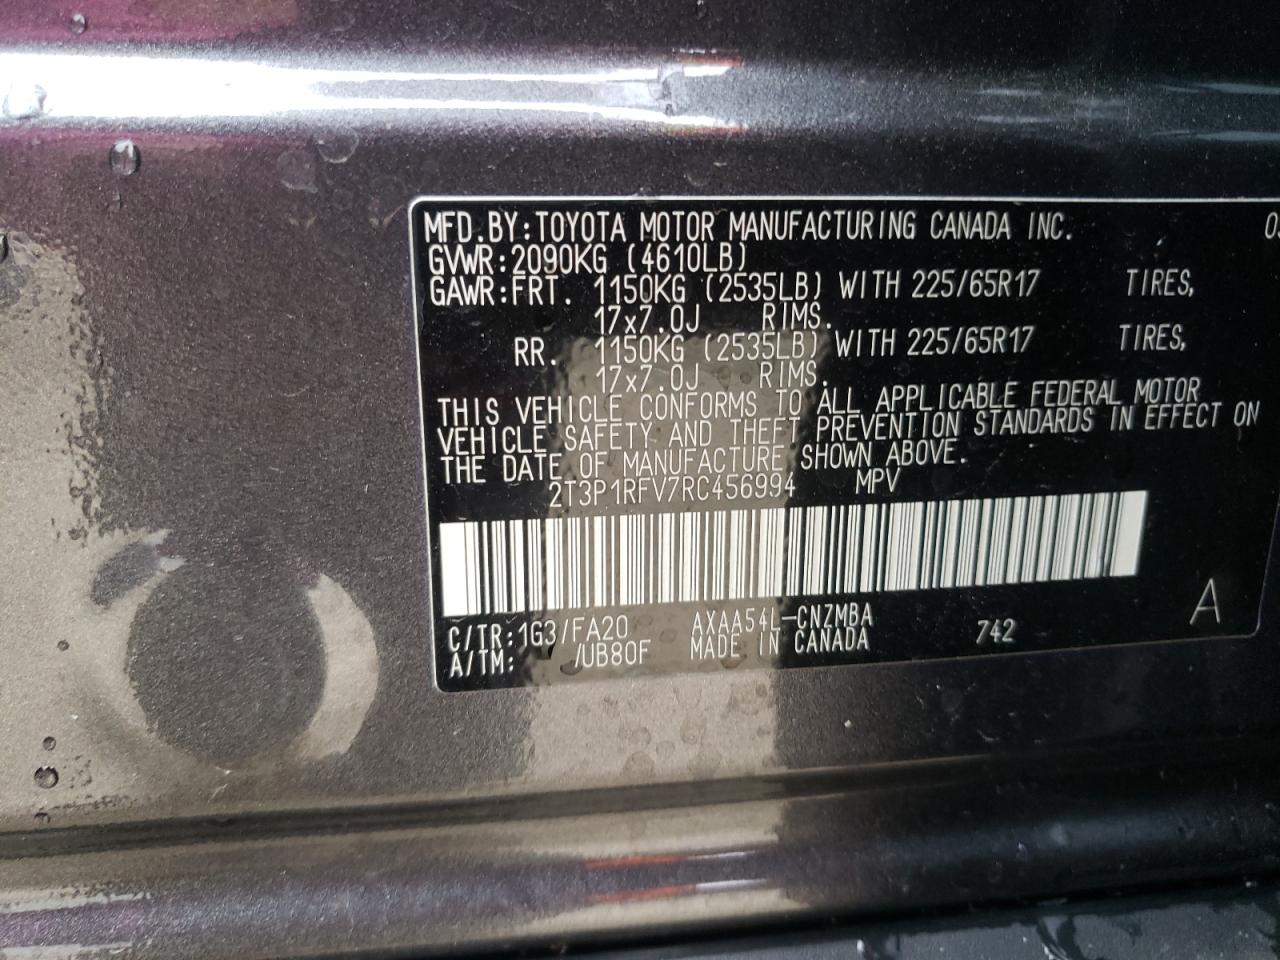 MFD.BY:TOYOTA MOTOR MANUFACTURING CANADA INC.
GVWR:2090KG (4610LB)
GAWR:FRT. 1150KG (2535LB) WITH 225/65R17 TIRES,
17x7.0J RIMS.
RR. 1150KG (2535LB) WITH 225/65R17 TIRES,
17x7.0J RIMS.
THIS VEHICLE CONFORMS TO ALL APPLICABLE FEDERAL MOTOR
VEHICLE SAFETY AND THEFT PREVENTION STANDARDS IN EFFECT ON
THE DATE OF MANUFACTURE SHOWN ABOVE.
2T3P1RFV7RC456994 MPV
C/TR:1G3/FA20 AXAA54L-CNZMBA 742 A
A/TM: /UB80F MADE IN CANADA